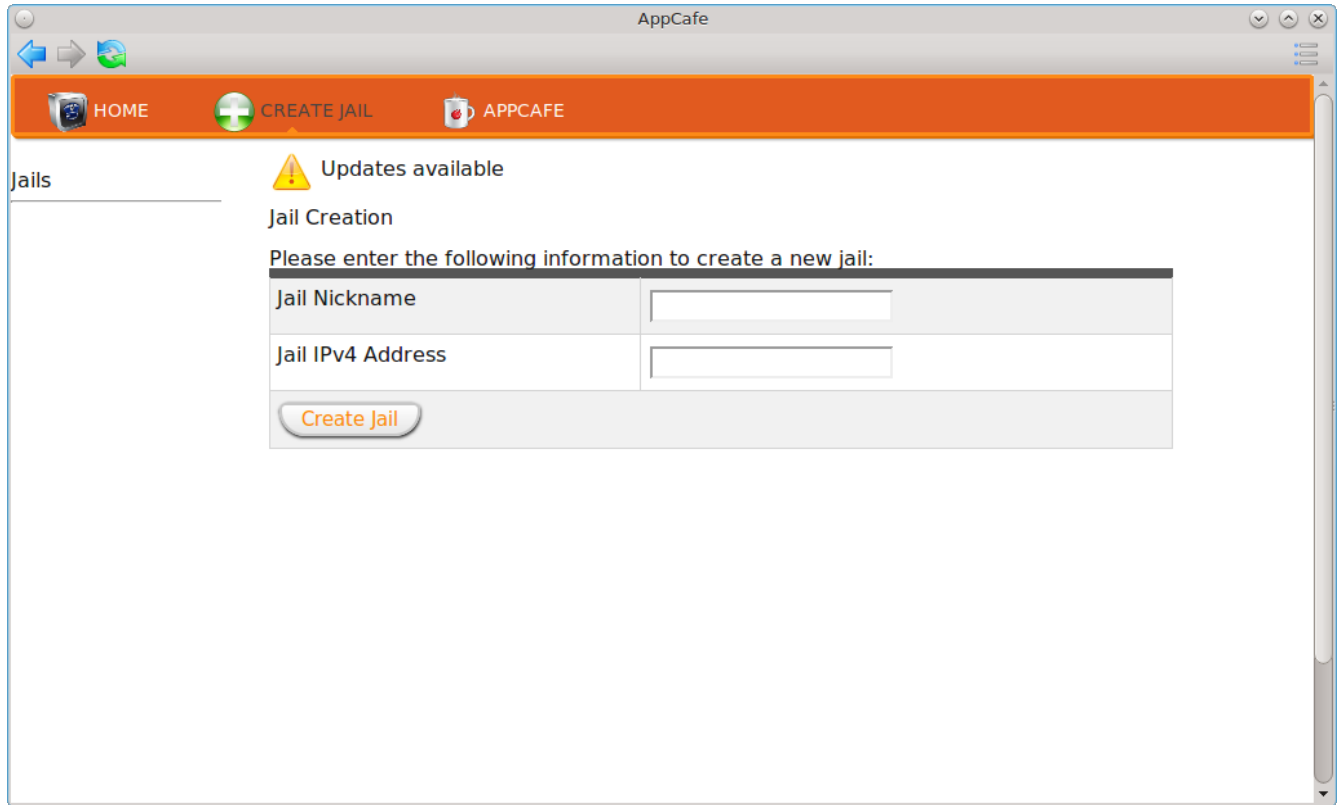 AppCafe
HOME
CREATE JAIL
APPCAFE
Jails
Updates available
Jail Creation
Please enter the following information to create a new jail:
Jail Nickname
Jail IPv4 Address
Create Jail